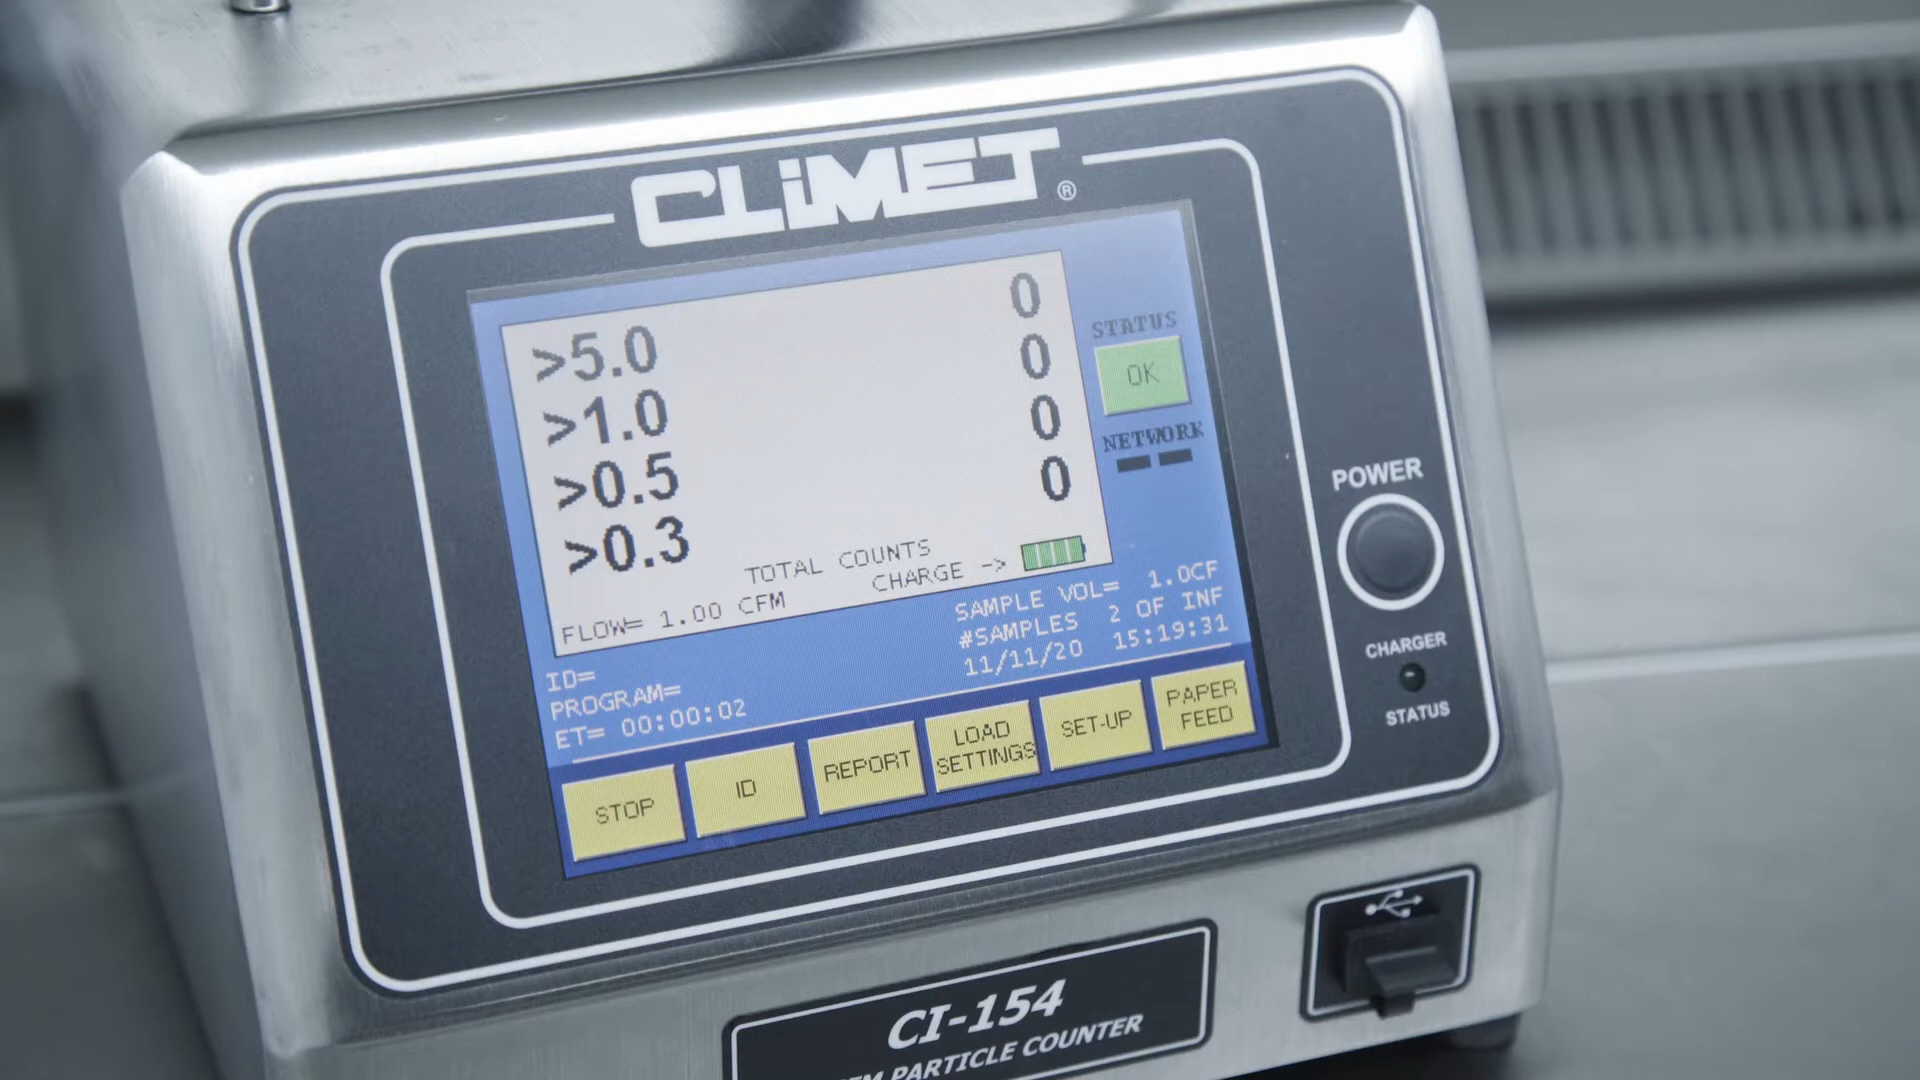 CLiMET®
>5.0 0
>1.0 0
>0.5 0
>0.3 0
TOTAL COUNTS
CHARGE ->
FLOW= 1.00 CFM
STATUS
OK
NETWORK
SAMPLE VOL= 1.0CF
#SAMPLES 2 OF INF
11/11/20 15:19:31
ID=
PROGRAM=
ET= 00:00:02
STOP
ID
REPORT
LOAD
SETTINGS
SET-UP
PAPER
FEED
POWER
CHARGER
STATUS
CI-154
PARTICLE COUNTER